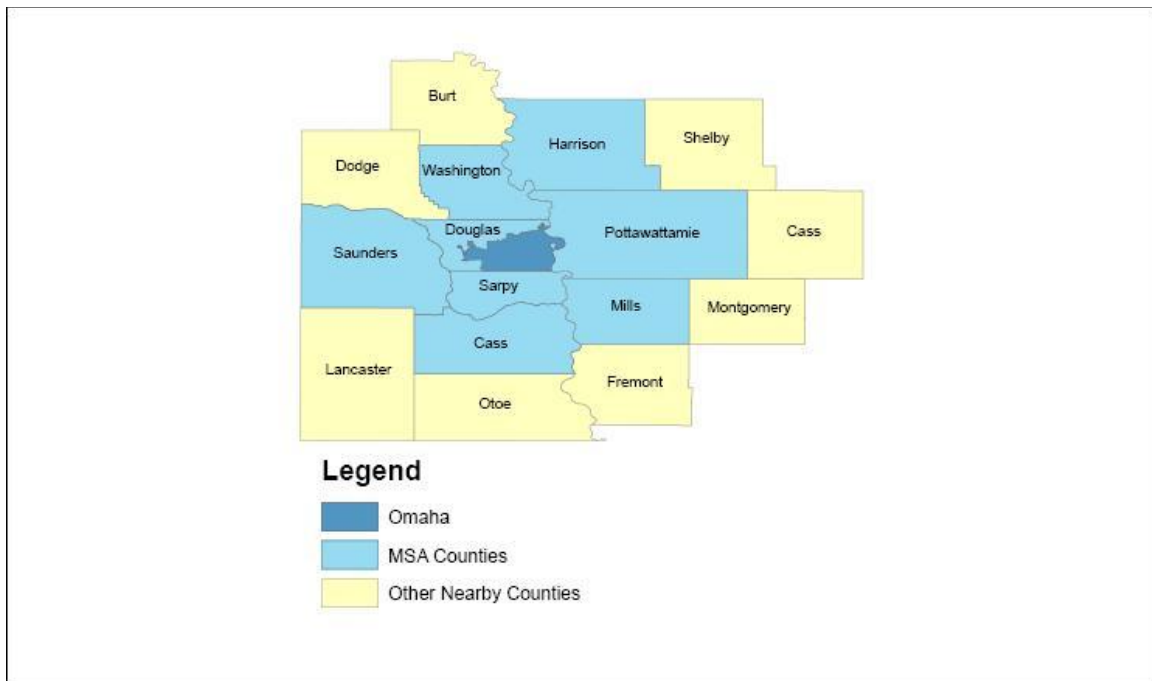 Burt
Harrison
Shelby
Dodge
Washington
Douglas
Pottawattamie
Cass
Saunders
Sarpy
Mills
Montgomery
Cass
Lancaster
Fremont
Otoe
Legend
Omaha
MSA Counties
Other Nearby Counties